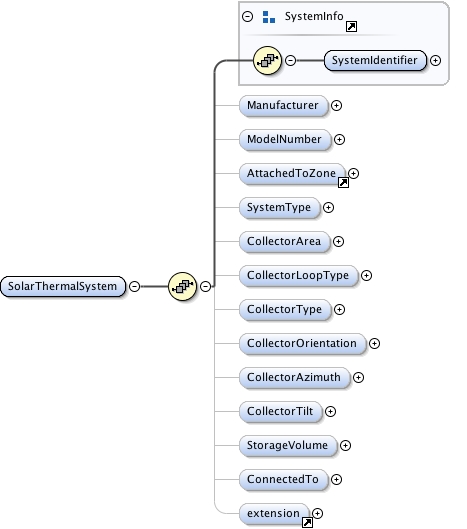 SystemInfo
SystemIdentifier
Manufacturer
ModelNumber
AttachedToZone
SystemType
CollectorArea
CollectorLoopType
SolarThermalSystem
CollectorType
CollectorOrientation
CollectorAzimuth
CollectorTilt
StorageVolume
ConnectedTo
extension